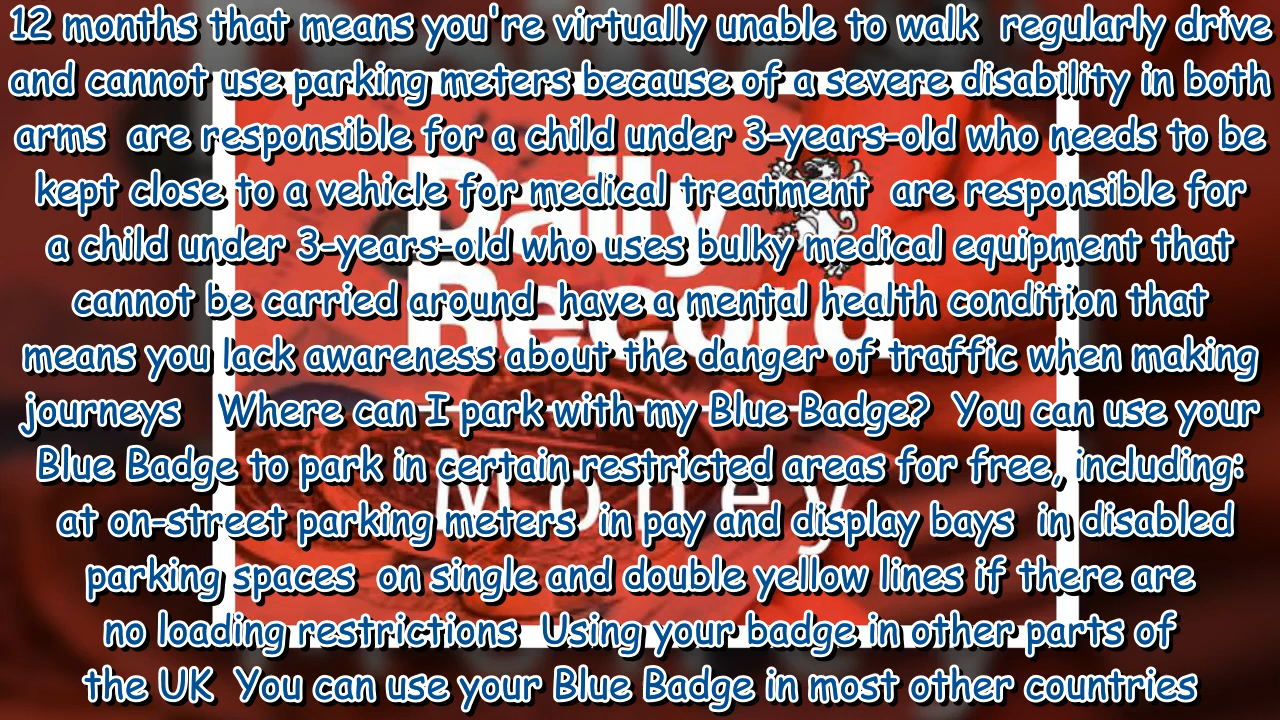 12 months that means you're virtually unable to walk regularly drive
and cannot use parking meters because of a severe disability in both
arms are responsible for a child under 3-years-old who needs to be
kept close to a vehicle for medical treatment are responsible for
a child under 3-years-old who uses bulky medical equipment that
cannot be carried around have a mental health condition that
means you lack awareness about the danger of traffic when making
journeys Where can I park with my Blue Badge? You can use your
Blue Badge to park in certain restricted areas for free, including:
at on-street parking meters in pay and display bays in disabled
parking spaces on single and double yellow lines if there are
no loading restrictions Using your badge in other parts of
the UK You can use your Blue Badge in most other countries
Daily
Record
Money